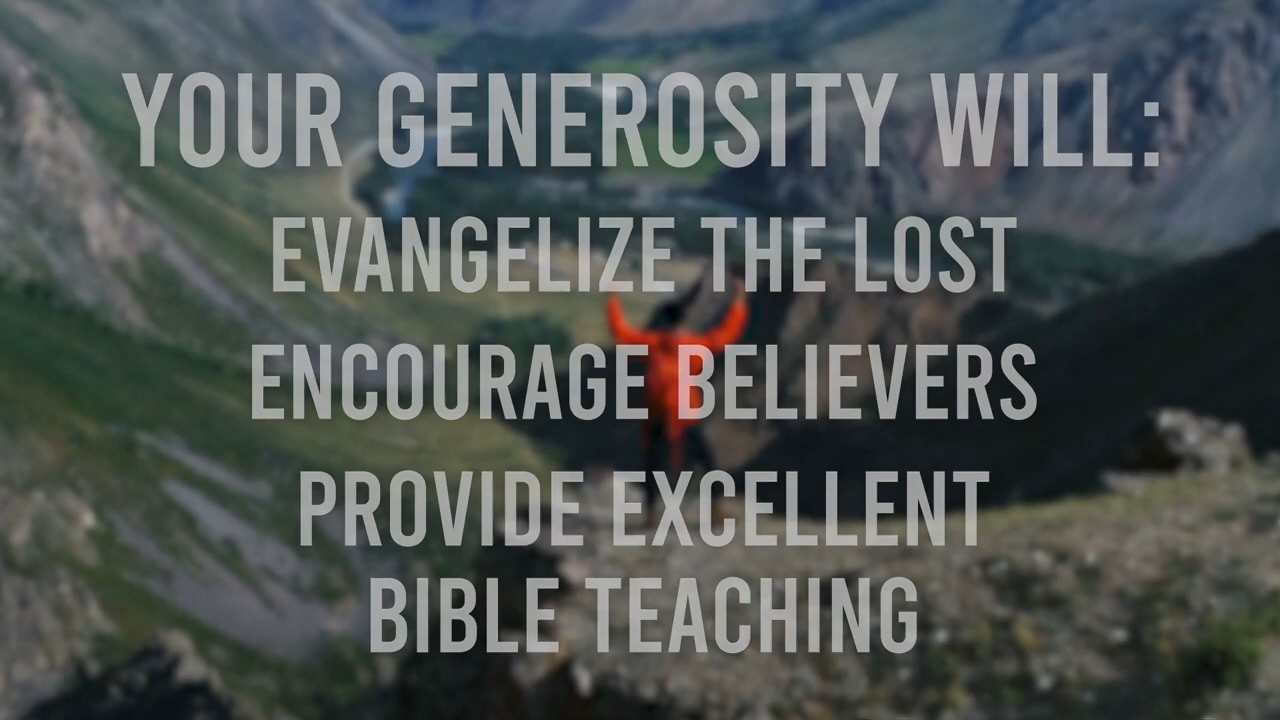 YOUR GENEROSITY WILL:
EVANGELIZE THE LOST
ENCOURAGE BELIEVERS
PROVIDE EXCELLENT
BIBLE TEACHING